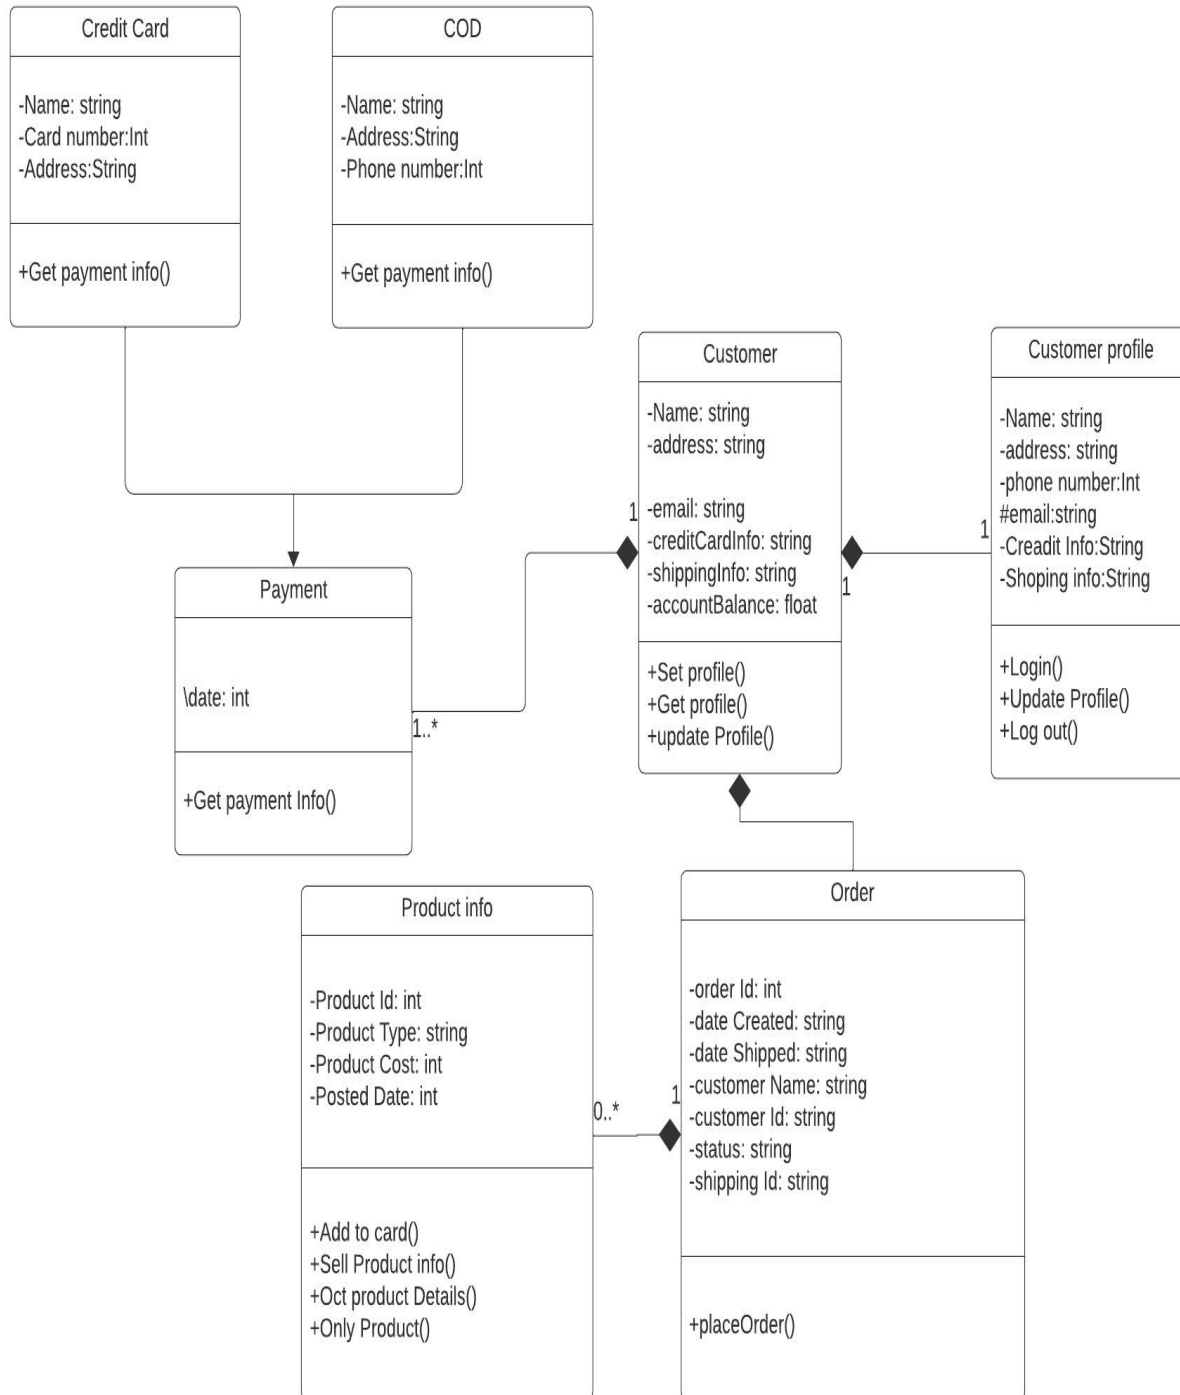 Credit Card
-Name: string
-Card number:Int
-Address:String
+Get payment info()
COD
-Name: string
-Address:String
-Phone number:Int
+Get payment info()
Customer
-Name: string
-address: string
-email: string
-creditCardInfo: string
-shippingInfo: string
-accountBalance: float
+Set profile()
+Get profile()
+update Profile()
Customer profile
-Name: string
-address: string
-phone number:Int
#email:string
-Creadit Info:String
-Shoping info:String
+Login()
+Update Profile()
+Log out()
1
1
1
1..*
Payment
\date: int
+Get payment Info()
Product info
-Product Id: int
-Product Type: string
-Product Cost: int
-Posted Date: int
+Add to card()
+Sell Product info()
+Oct product Details()
+Only Product()
0..*
1
Order
-order Id: int
-date Created: string
-date Shipped: string
-customer Name: string
-customer Id: string
-status: string
-shipping Id: string
+placeOrder()